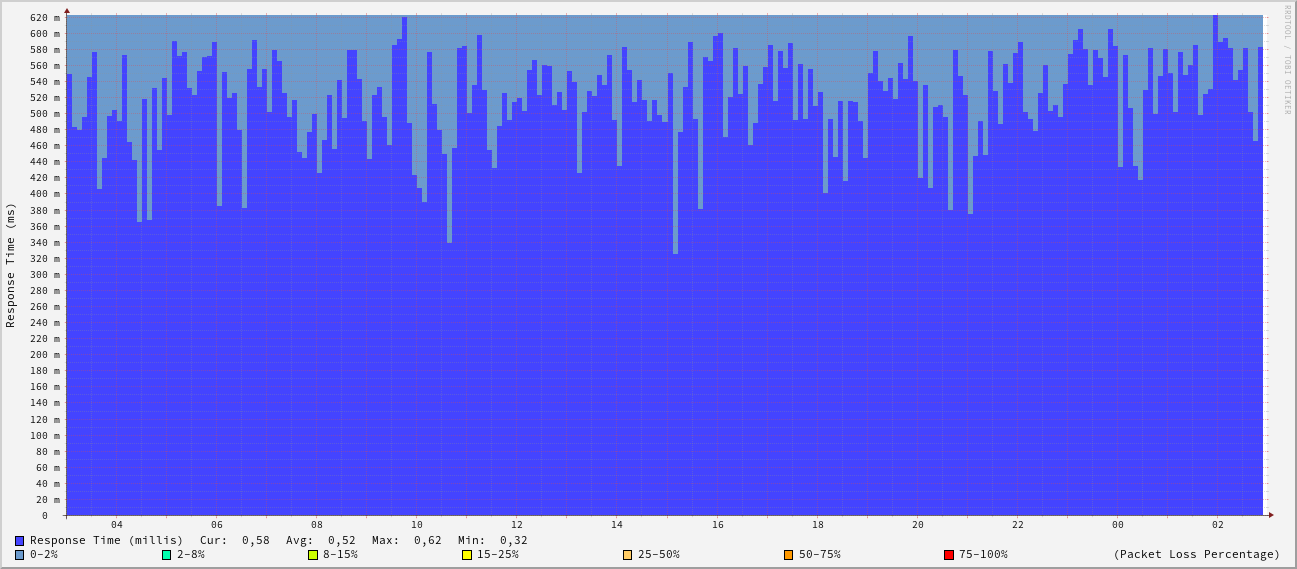 RRDTOOL / TOBI OETIKER
Response Time (ms)
620 m
600 m
580 m
560 m
540 m
520 m
500 m
480 m
460 m
440 m
420 m
400 m
380 m
360 m
340 m
320 m
300 m
280 m
260 m
240 m
220 m
200 m
180 m
160 m
140 m
120 m
100 m
80 m
60 m
40 m
20 m
0
04 06 08 10 12 14 16 18 20 22 00 02
Response Time (millis) Cur: 0,58 Avg: 0,52 Max: 0,62 Min: 0,32
0-2% 2-8% 8-15% 15-25% 25-50% 50-75% 75-100% (Packet Loss Percentage)